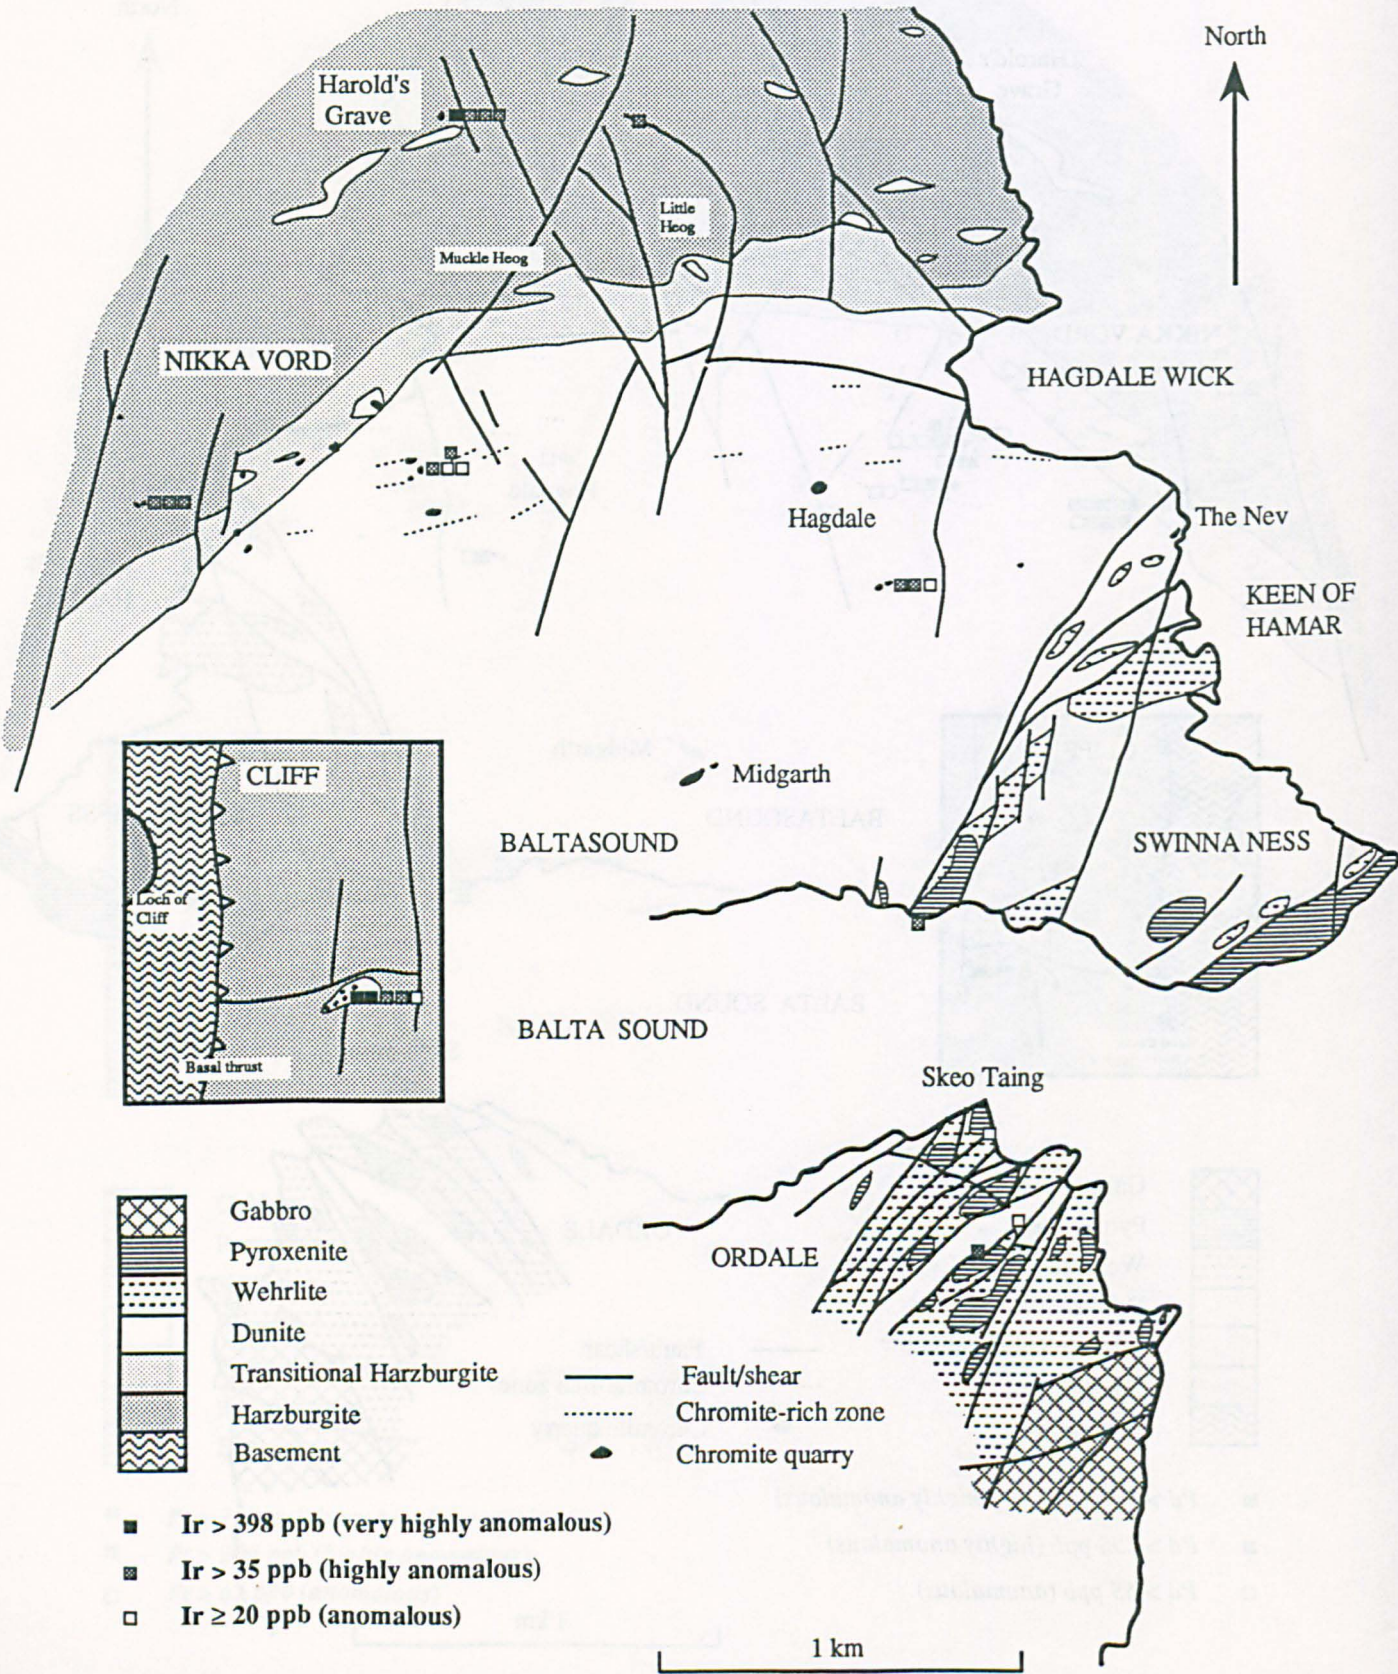 North
Harold's
Grave
Little
Heog
Muckle Heog
NIKKA VORD
HAGDALE WICK
Hagdale
The Nev
KEEN OF
HAMAR
CLIFF
Loch of
Cliff
Basal thrust
Midgarth
BALTASOUND
SWINNA NESS
BALTA SOUND
Skeo Taing
ORDALE
Gabbro
Pyroxenite
Wehrlite
Dunite
Transitional Harzburgite
Harzburgite
Basement
Fault/shear
Chromite-rich zone
Chromite quarry
Ir > 398 ppb (very highly anomalous)
Ir > 35 ppb (highly anomalous)
Ir ≥ 20 ppb (anomalous)
1 km